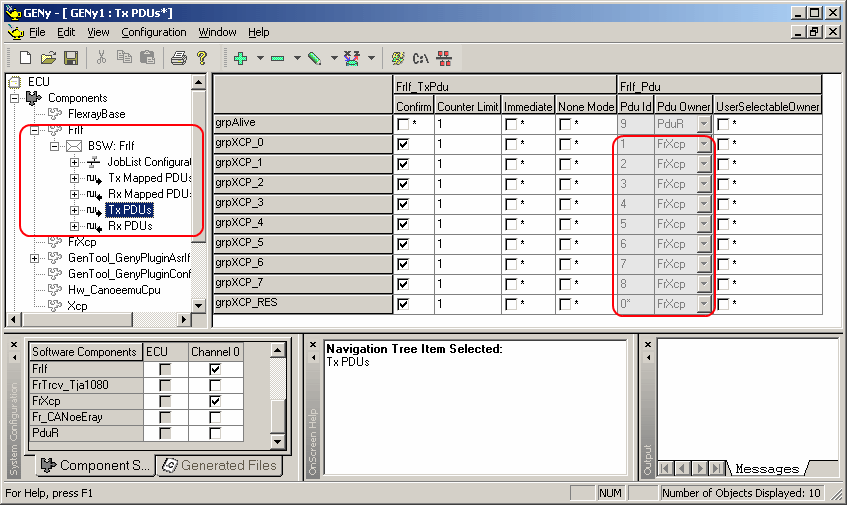 GENy - [ GENy1 : Tx PDUs*]
File Edit View Configuration Window Help
C:\
ECU
Components
FlexrayBase
FrIf
BSW: FrIf
JobList Configura
Tx Mapped PDUs
Rx Mapped PDU
Tx PDUs
Rx PDUs
FrXcp
GenTool_GenyPluginAsrIf
GenTool_GenyPluginConf
Hw_CanoeemuCpu
Xcp
FrIf_TxPdu FrIf_Pdu
Confirm Counter Limit Immediate None Mode Pdu Id Pdu Owner UserSelectableOwner
grpAlive * 1 * * 9 PduR *
grpXCP_0 1 * * 1 FrXcp *
grpXCP_1 1 * * 2 FrXcp *
grpXCP_2 1 * * 3 FrXcp *
grpXCP_3 1 * * 4 FrXcp *
grpXCP_4 1 * * 5 FrXcp *
grpXCP_5 1 * * 6 FrXcp *
grpXCP_6 1 * * 7 FrXcp *
grpXCP_7 1 * * 8 FrXcp *
grpXCP_RES 1 * * 0* FrXcp *
System Configuration
Software Components ECU Channel 0
FrIf
FrTrcv_Tja1080
FrXcp
Fr_CANoeEray
PduR
Component S... Generated Files
OnScreen Help
Navigation Tree Item Selected:
Tx PDUs
Output
Messages
For Help, press F1
NUM
Number of Objects Displayed: 10